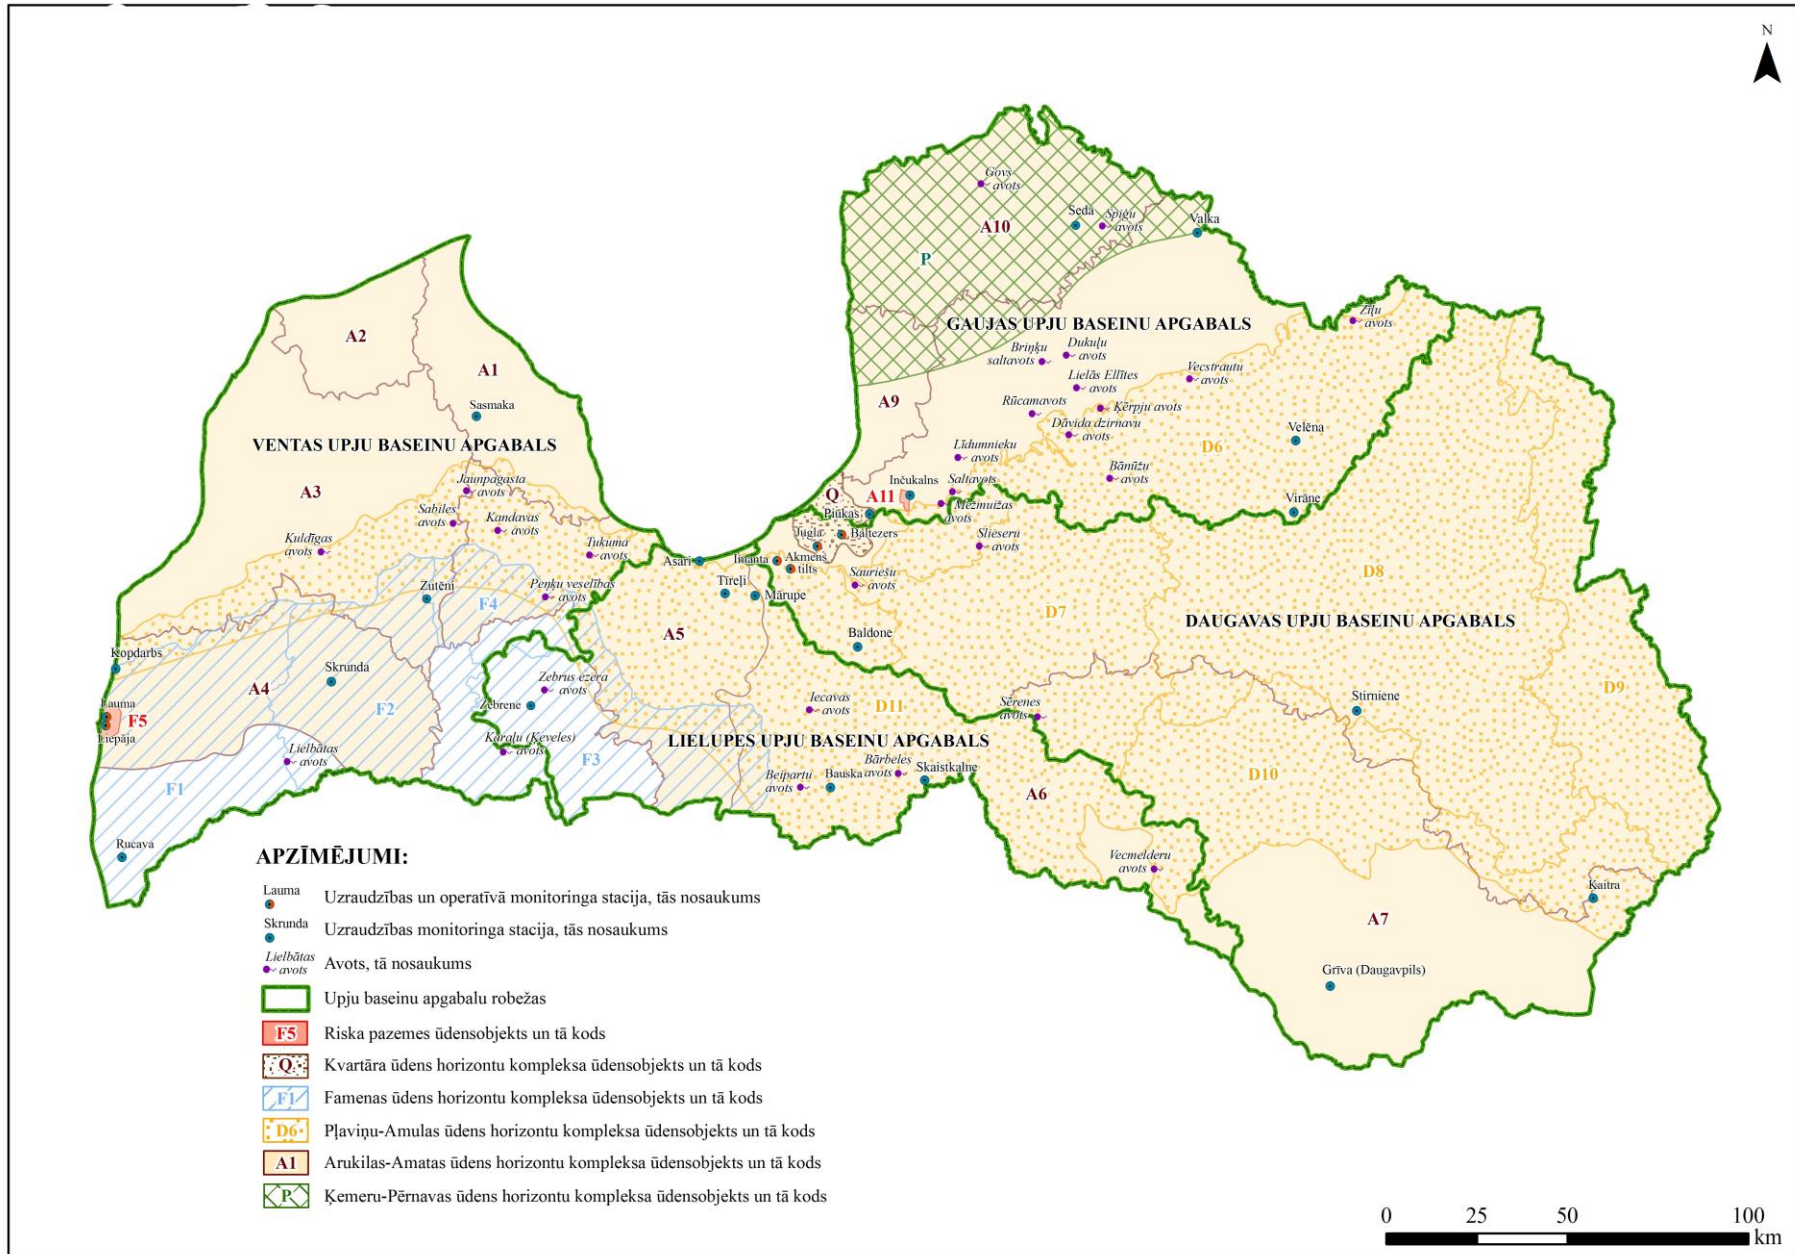 N
Govs
avots
A10
Seda
Spiģu
avots
Valka
P
GAUJAS UPJU BASEINU APGABALS
Zīļu
avots
A2
A1
Briņķu
saltavots
Dukuļu
avots
Lielās Ellītes
avots
Vecstrautu
avots
Sasmaka
A9
Rūcamavots
Ķērpju avots
Dāvida dzirnavu
avots
Velēna
D6
VENTAS UPJU BASEINU APGABALS
Līdumnieku
avots
Bānūžu
avots
Jaunpagasta
avots
A3
Q
A11
Inčukalns
Saltavots
Mežmuižas
avots
Virāne
Sabiles
avots
Kandavas
avots
Piukas
Kuldīgas
avots
Tukuma
avots
Jugla
Baltezers
Slieseru
avots
Asari
Imanta
Akmens
tilts
Zutēni
Peņķu veselības
avots
F4
Tīreļi
Mārupe
Sauriešu
avots
D8
D7
DAUGAVAS UPJU BASEINU APGABALS
Kopdarbs
A5
Baldone
Skrunda
A4
Zebrus ezera
avots
D9
Lauma
F5
Liepāja
F2
Zebrene
Iecavas
avots
D11
Sērenes
avots
Stirniene
Lielbātas
avots
Karaļu (Ķeveles)
avots
LIELUPES UPJU BASEINU APGABALS
F3
Bārbeles
avots
Skaistkalne
F1
Beipartu
avots
Bauska
D10
A6
Rucava
Vecmelderu
avots
Kaitra
A7
Grīva (Daugavpils)
APZĪMĒJUMI:
Lauma
Uzraudzības un operatīvā monitoringa stacija, tās nosaukums
Skrunda
Uzraudzības monitoringa stacija, tās nosaukums
Lielbātas
avots
Avots, tā nosaukums
Upju baseinu apgabalu robežas
F5 Riska pazemes ūdensobjekts un tā kods
Q Kvartāra ūdens horizontu kompleksa ūdensobjekts un tā kods
F1 Famenas ūdens horizontu kompleksa ūdensobjekts un tā kods
D6 Pļaviņu-Amulas ūdens horizontu kompleksa ūdensobjekts un tā kods
A1 Arukilas-Amatas ūdens horizontu kompleksa ūdensobjekts un tā kods
P Ķemeru-Pērnavas ūdens horizontu kompleksa ūdensobjekts un tā kods
0 25 50 100
km